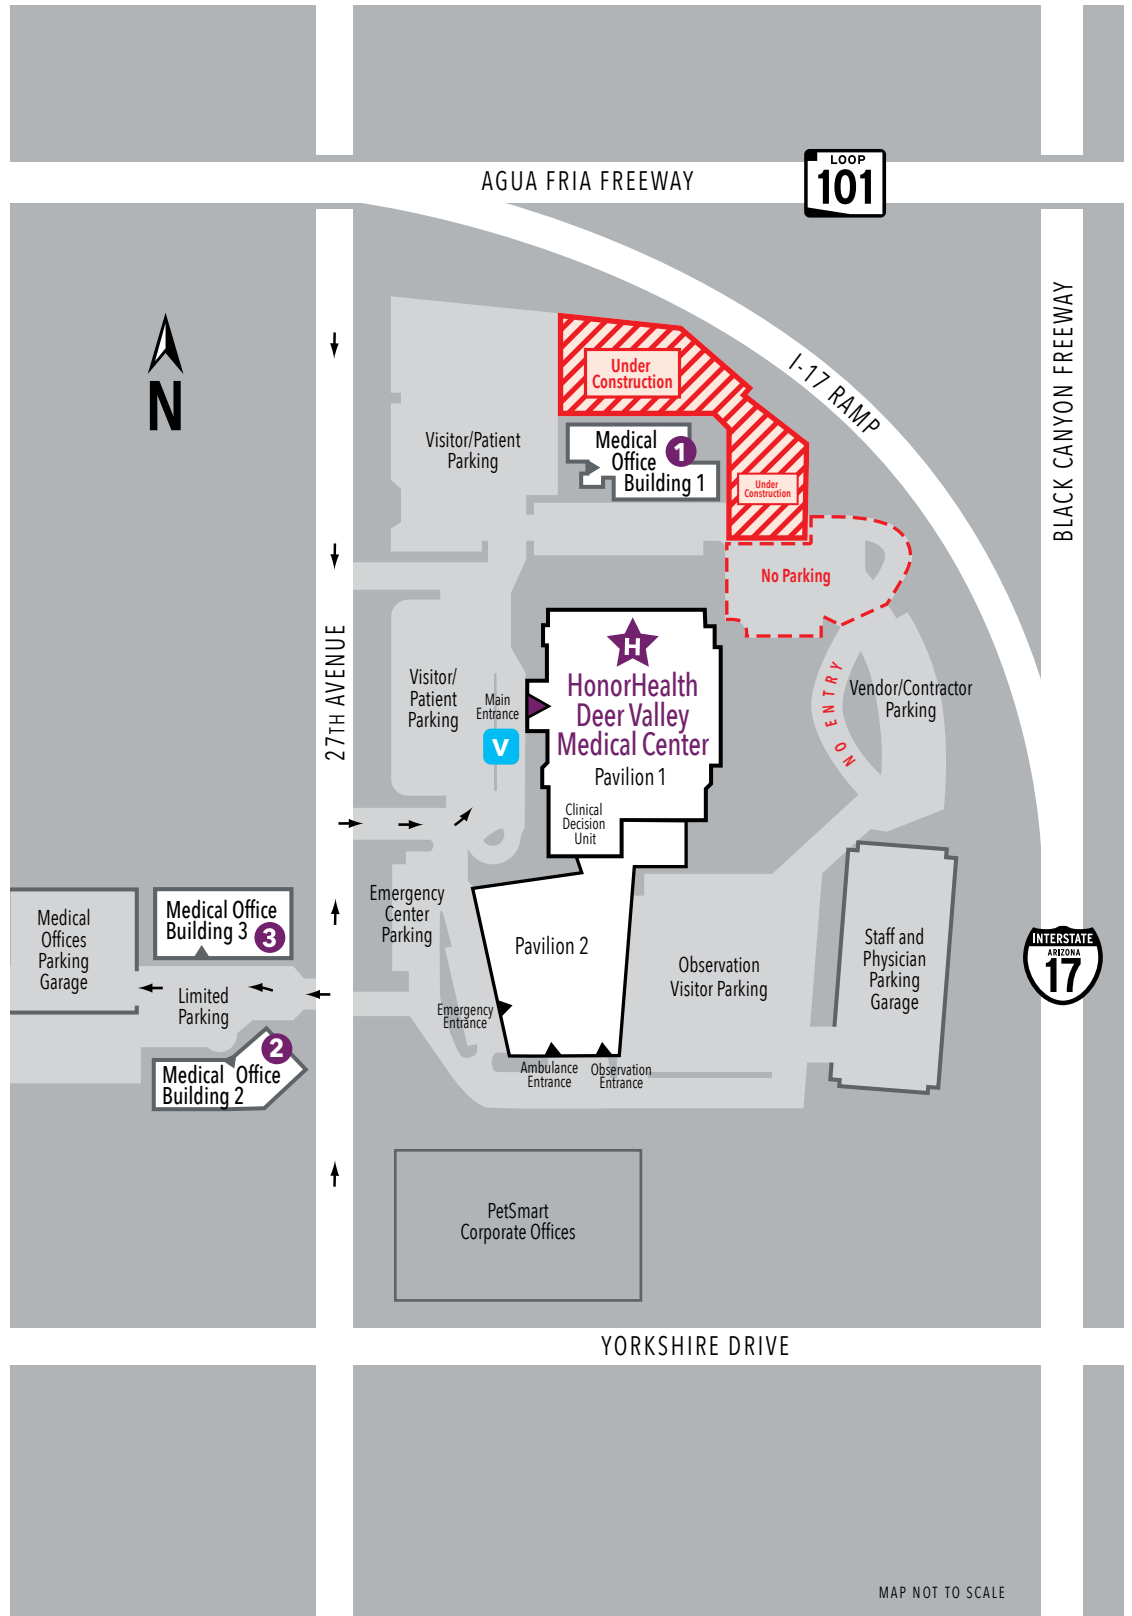 LOOP
101
AGUA FRIA FREEWAY
BLACK CANYON FREEWAY
I-17 RAMP
N
Under
Construction
Visitor/Patient
Parking
Medical
Office
Building 1
1
Under
Construction
No Parking
27TH AVENUE
H
HonorHealth
Deer Valley
Medical Center
Pavilion 1
Visitor/
Patient
Parking
Main
Entrance
V
NO ENTRY
Vendor/Contractor
Parking
Clinical
Decision
Unit
Emergency
Center
Parking
Medical
Offices
Parking
Garage
Medical Office
Building 3
3
Pavilion 2
Observation
Visitor Parking
Staff and
Physician
Parking
Garage
INTERSTATE
ARIZONA
17
Limited
Parking
Emergency
Entrance
2
Medical Office
Building 2
Ambulance
Entrance
Observation
Entrance
PetSmart
Corporate Offices
YORKSHIRE DRIVE
MAP NOT TO SCALE